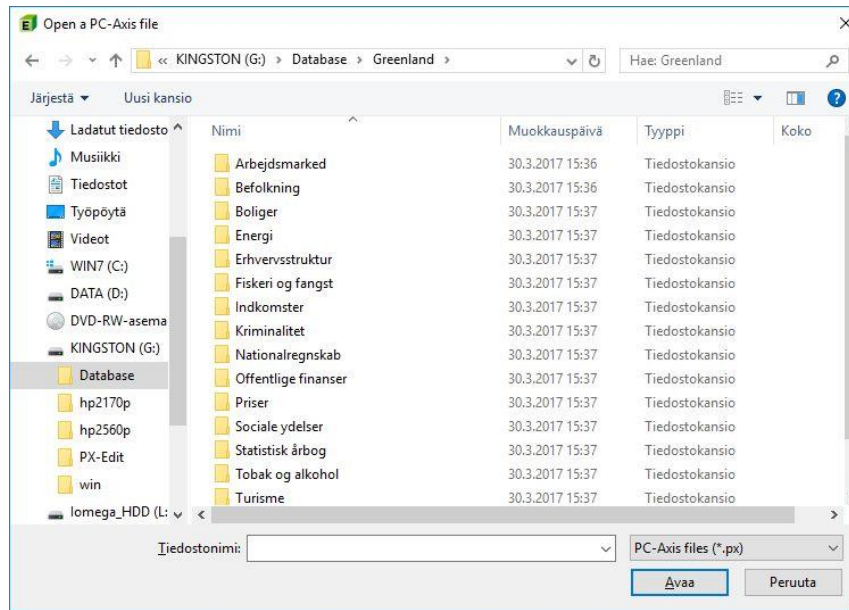 Open a PC-Axis file
« KINGSTON (G:) › Database › Greenland ›
Hae: Greenland
Järjestä Uusi kansio
Nimi Muokkauspäivä Tyyppi Koko
Ladatut tiedosto
Musiikki
Tiedostot
Työpöytä
Videot
WIN7 (C:)
DATA (D:)
DVD-RW-asema
KINGSTON (G:)
Database
hp2170p
hp2560p
PX-Edit
win
Iomega_HDD (L:
Arbejdsmarked 30.3.2017 15:36 Tiedostokansio
Befolkning 30.3.2017 15:36 Tiedostokansio
Boliger 30.3.2017 15:37 Tiedostokansio
Energi 30.3.2017 15:37 Tiedostokansio
Erhvervsstruktur 30.3.2017 15:37 Tiedostokansio
Fiskeri og fangst 30.3.2017 15:37 Tiedostokansio
Indkomster 30.3.2017 15:37 Tiedostokansio
Kriminalitet 30.3.2017 15:37 Tiedostokansio
Nationalregnskab 30.3.2017 15:37 Tiedostokansio
Offentlige finanser 30.3.2017 15:37 Tiedostokansio
Priser 30.3.2017 15:37 Tiedostokansio
Sociale ydelser 30.3.2017 15:37 Tiedostokansio
Statistisk årbog 30.3.2017 15:37 Tiedostokansio
Tobak og alkohol 30.3.2017 15:37 Tiedostokansio
Turisme 30.3.2017 15:37 Tiedostokansio
Tiedostonimi:
PC-Axis files (*.px)
Avaa Peruuta